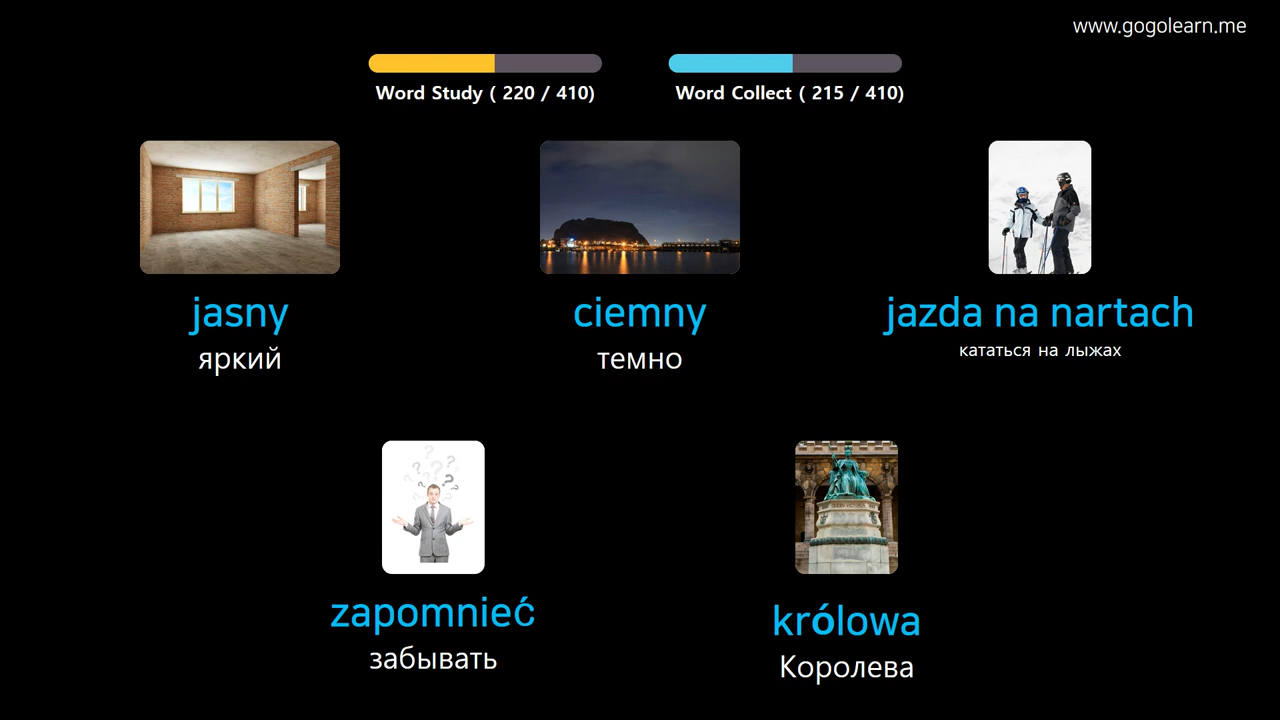 www.gogolearn.me
Word Study ( 220 / 410)
Word Collect ( 215 / 410)
jasny
яркий
ciemny
темно
jazda na nartach
кататься на лыжах
zapomnieć
забывать
królowa
Королева